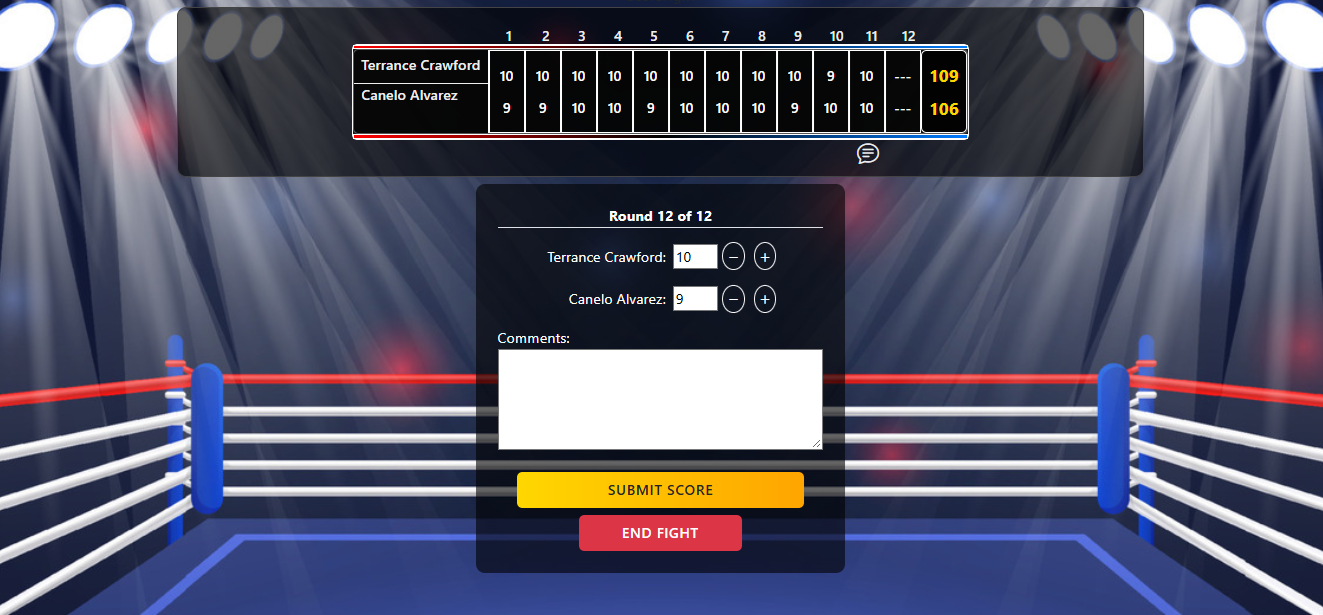 1 2 3 4 5 6 7 8 9 10 11 12
Terrance Crawford 10 10 10 10 10 10 10 10 10 9 10 --- 109
Canelo Alvarez 9 9 10 10 9 10 10 10 9 10 10 --- 106
Round 12 of 12
Terrance Crawford: 10 − +
Canelo Alvarez: 9 − +
Comments:
SUBMIT SCORE
END FIGHT